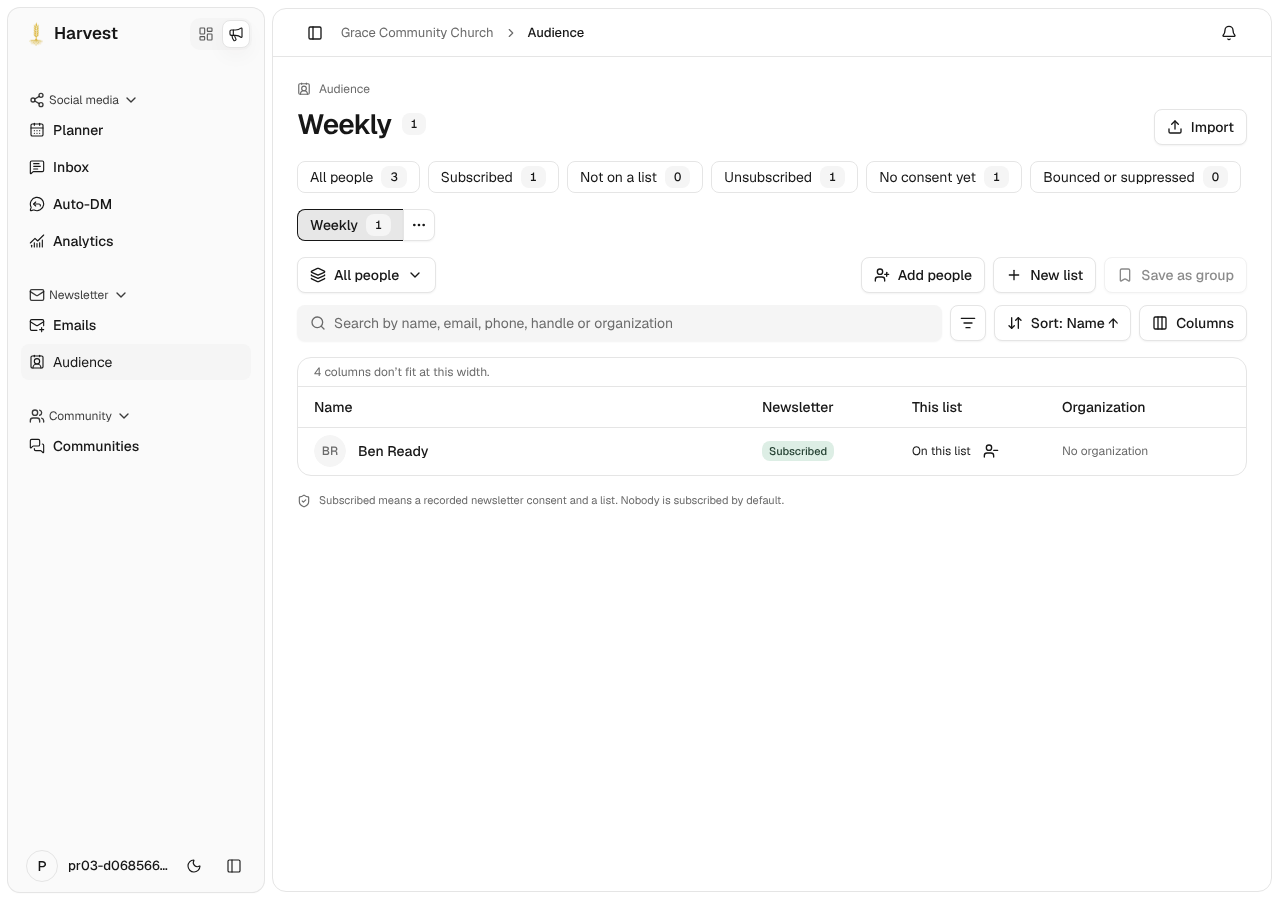 Harvest
Grace Community Church
Audience
Social media
Planner
Inbox
Auto-DM
Analytics
Newsletter
Emails
Audience
Community
Communities
P pr03-d068566...
Audience
Weekly 1
Import
All people 3 Subscribed 1 Not on a list 0 Unsubscribed 1 No consent yet 1 Bounced or suppressed 0
Weekly 1
All people Add people New list Save as group
Search by name, email, phone, handle or organization Sort: Name ↑ Columns
4 columns don't fit at this width.
Name Newsletter This list Organization
BR Ben Ready Subscribed On this list No organization
Subscribed means a recorded newsletter consent and a list. Nobody is subscribed by default.